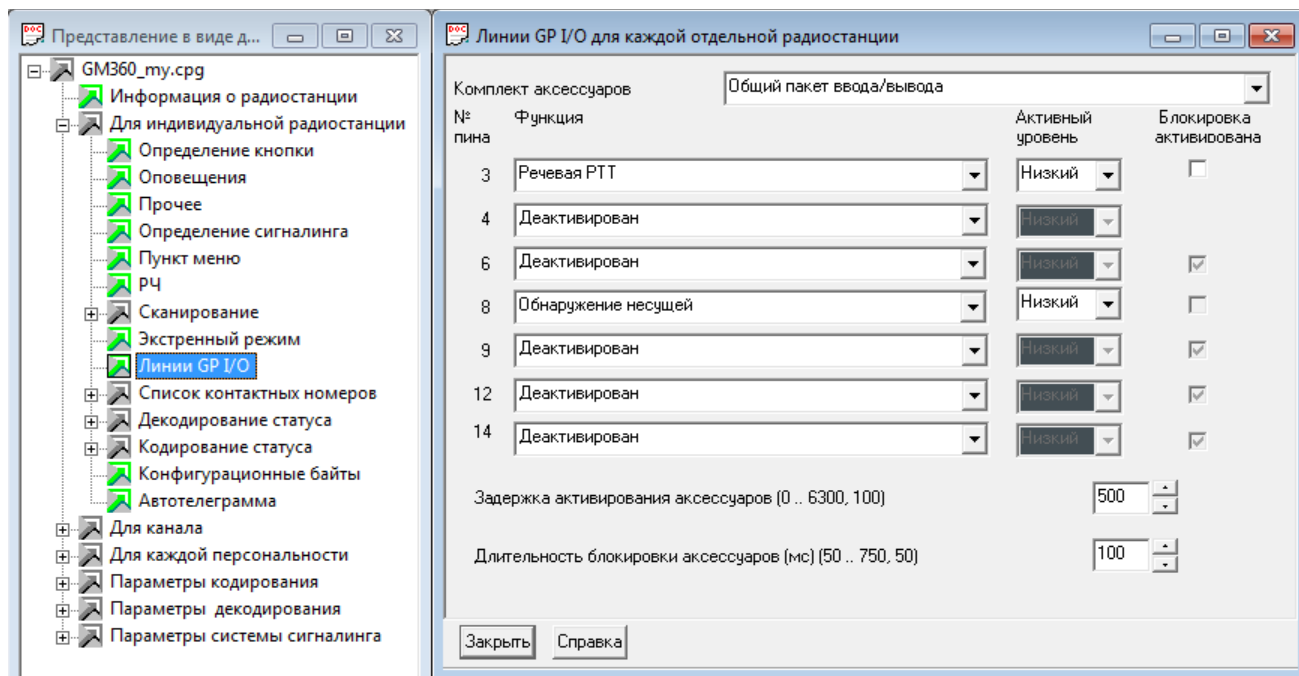 Представление в виде д...
GM360_my.cpg
Информация о радиостанции
Для индивидуальной радиостанции
Определение кнопки
Оповещения
Прочее
Определение сигналинга
Пункт меню
РЧ
Сканирование
Экстренный режим
Линии GP I/O
Список контактных номеров
Декодирование статуса
Кодирование статуса
Конфигурационные байты
Автотелеграмма
Для канала
Для каждой персональности
Параметры кодирования
Параметры декодирования
Параметры системы сигналинга
Линии GP I/O для каждой отдельной радиостанции
Комплект аксессуаров Общий пакет ввода/вывода
№ Функция Активный Блокировка
пина уровень активирована
3 Речевая PTT Низкий
4 Деактивирован Низкий
6 Деактивирован Низкий
8 Обнаружение несущей Низкий
9 Деактивирован Низкий
12 Деактивирован Низкий
14 Деактивирован Низкий
Задержка активирования аксессуаров (0 .. 6300, 100) 500
Длительность блокировки аксессуаров (мс) (50 .. 750, 50) 100
Закрыть Справка